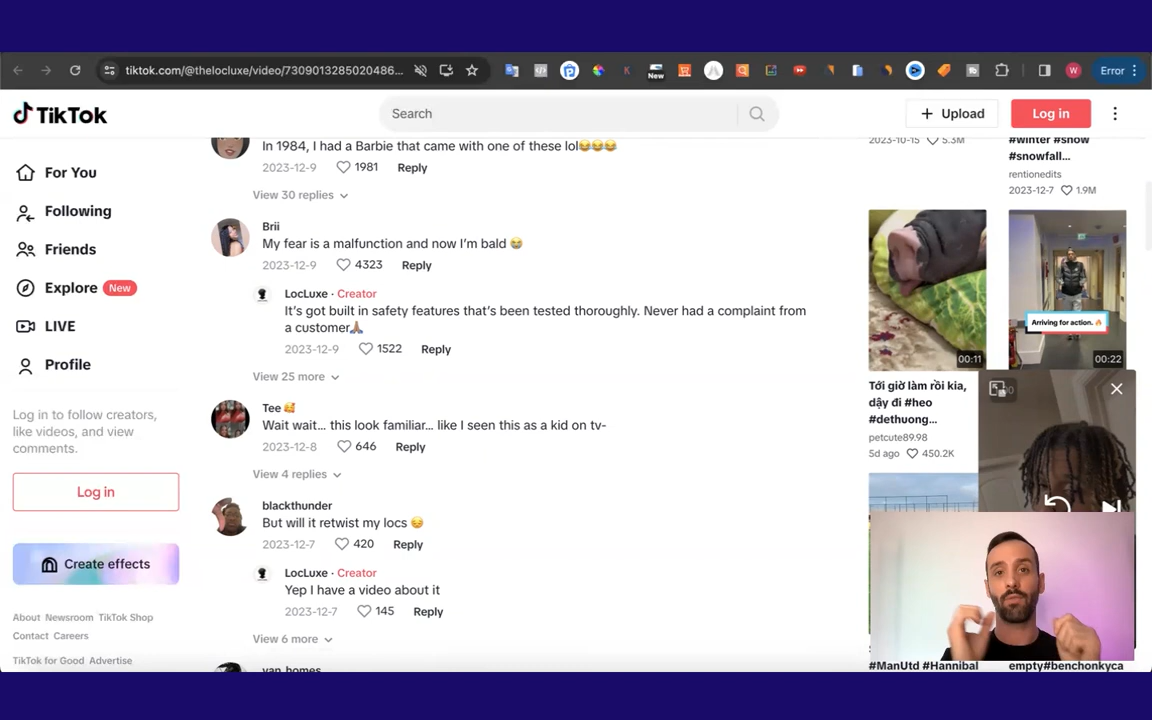 tiktok.com/@thelocluxe/video/7309013285020486...
New
Error
TikTok
Search
Upload
Log in
For You
Following
Friends
Explore New
LIVE
Profile
Log in to follow creators,
like videos, and view
comments.
Log in
Create effects
About Newsroom TikTok Shop
Contact Careers
TikTok for Good Advertise
In 1984, I had a Barbie that came with one of these lol😂😂😂
2023-12-9 1981 Reply
View 30 replies
Brii
My fear is a malfunction and now I'm bald 😂
2023-12-9 4323 Reply
LocLuxe · Creator
It's got built in safety features that's been tested thoroughly. Never had a complaint from
a customer🙏🏾
2023-12-9 1522 Reply
View 25 more
Tee 🥰
Wait wait... this look familiar... like I seen this as a kid on tv-
2023-12-8 646 Reply
View 4 replies
blackthunder
But will it retwist my locs 😔
2023-12-7 420 Reply
LocLuxe · Creator
Yep I have a video about it
2023-12-7 145 Reply
View 6 more
van homes
2023-10-15 5.3M
#winter #snow
#snowfall...
rentionedits
2023-12-7 1.9M
00:11
Arriving for action. 🔥
00:22
Tới giờ làm rồi kia,
dậy đi #heo
#dethuong...
petcute89.98
5d ago 450.2K
#ManUtd #Hannibal
empty#benchonkyca